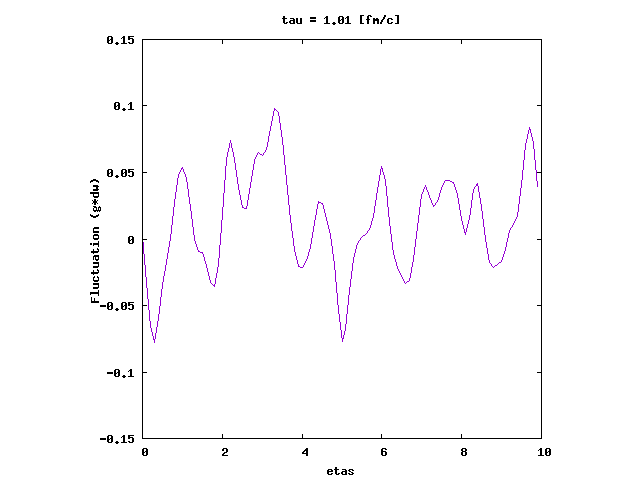 tau = 1.01 [fm/c]
0.15
0.1
0.05
0
-0.05
-0.1
-0.15
Fluctuation (g*dw)
0 2 4 6 8 10
etas